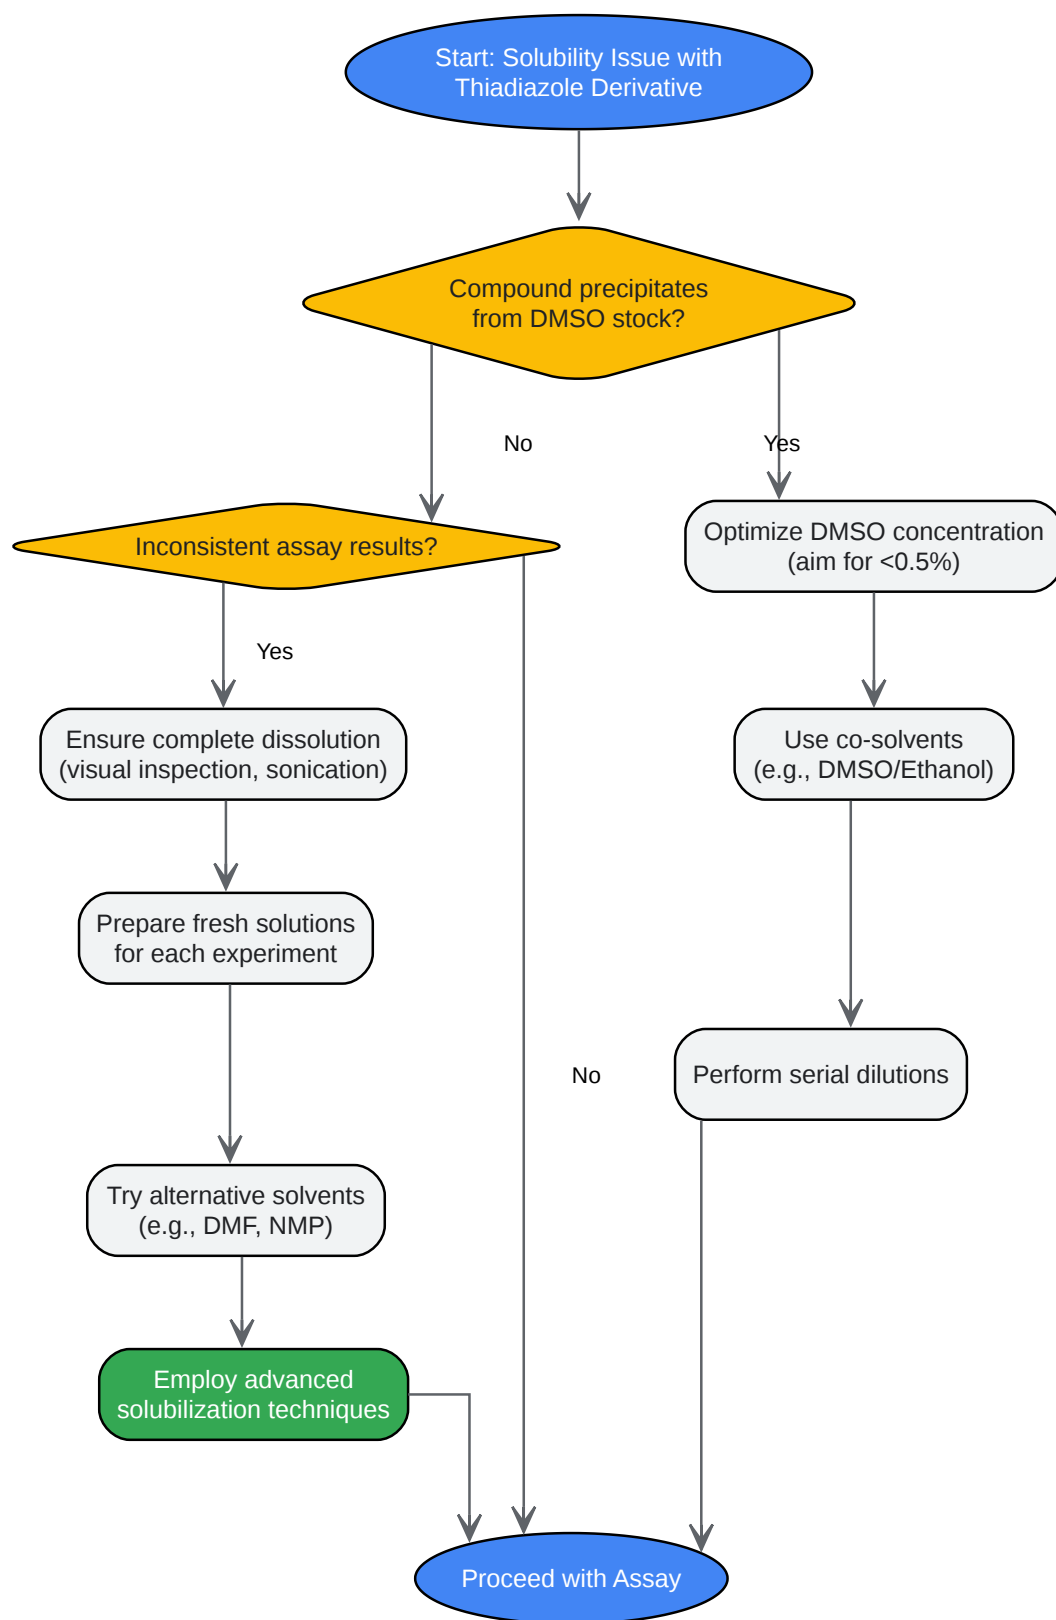 Start: Solubility Issue with
Thiadiazole Derivative
Compound precipitates
from DMSO stock?
No
Yes
Inconsistent assay results?
Optimize DMSO concentration
(aim for <0.5%)
Yes
Ensure complete dissolution
(visual inspection, sonication)
Use co-solvents
(e.g., DMSO/Ethanol)
Prepare fresh solutions
for each experiment
No
Perform serial dilutions
Try alternative solvents
(e.g., DMF, NMP)
Employ advanced
solubilization techniques
Proceed with Assay